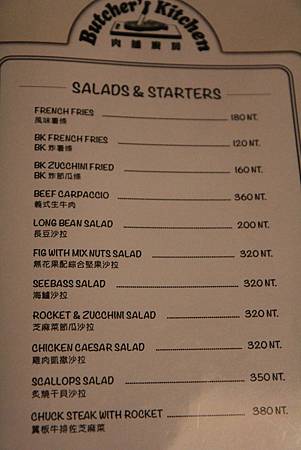 Butcher's Kitchen
肉舖廚房
SALADS & STARTERS
FRENCH FRIES 180 NT.
風味薯條
BK FRENCH FRIES 120 NT.
BK 炸薯條
BK ZUCCHINI FRIED 160 NT.
BK 炸節瓜條
BEEF CARPACCIO 360 NT.
義式生牛肉
LONG BEAN SALAD 200 NT.
長豆沙拉
FIG WITH MIX NUTS SALAD 320 NT.
無花果配綜合堅果沙拉
SEEBASS SALAD 320 NT.
海鱸沙拉
ROCKET & ZUCCHINI SALAD 320 NT.
芝麻菜節瓜沙拉
CHICKEN CAESAR SALAD 320 NT.
雞肉凱撒沙拉
SCALLOPS SALAD 350 NT.
炙燒干貝沙拉
CHUCK STEAK WITH ROCKET 380 NT.
翼板牛排佐芝麻菜